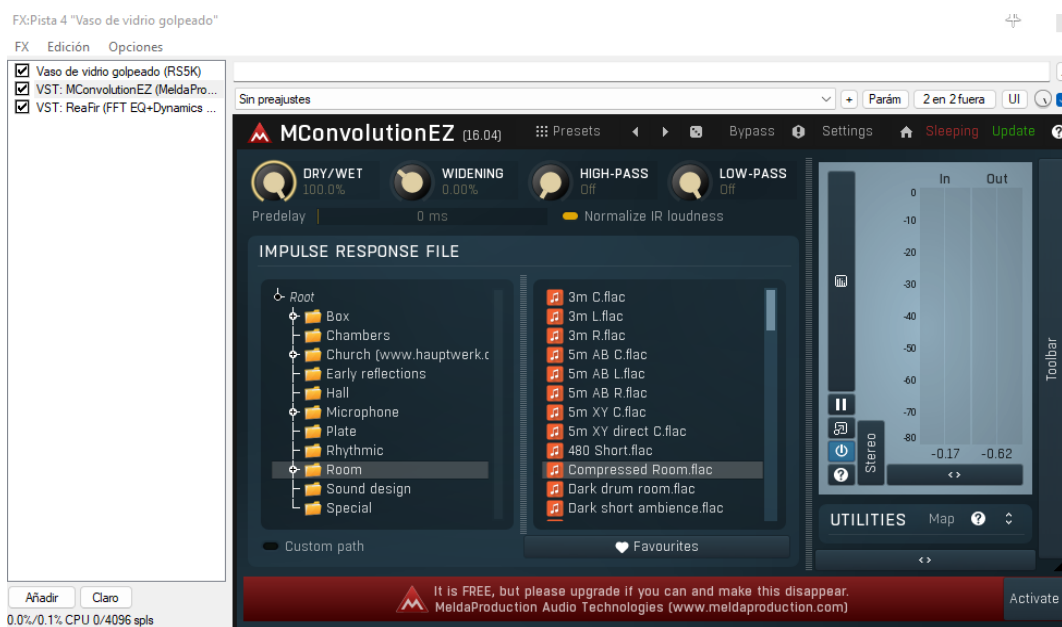 FX:Pista 4 "Vaso de vidrio golpeado"
FX Edición Opciones
Vaso de vidrio golpeado (RS5K)
VST: MConvolutionEZ (MeldaPro...
VST: ReaFir (FFT EQ+Dynamics ...
Sin preajustes + Parám 2 en 2 fuera UI
MConvolutionEZ (16.04) Presets Bypass Settings Sleeping Update ?
DRY/WET WIDENING HIGH-PASS LOW-PASS
100.0% 0.00% Off Off
Predelay 0 ms Normalize IR loudness
IMPULSE RESPONSE FILE
Root
Box
Chambers
Church (www.hauptwerk.c
Early reflections
Hall
Microphone
Plate
Rhythmic
Room
Sound design
Special
Custom path
3m C.flac
3m L.flac
3m R.flac
5m AB C.flac
5m AB L.flac
5m AB R.flac
5m XY C.flac
5m XY direct C.flac
480 Short.flac
Compressed Room.flac
Dark drum room.flac
Dark short ambience.flac
Favourites
In Out
0
-10
-20
-30
-40
-50
-60
-70
-80
-0.17 -0.62
Stereo
?
Toolbar
UTILITIES Map ?
It is FREE, but please upgrade if you can and make this disappear.
MeldaProduction Audio Technologies (www.meldaproduction.com)
Activate
Añadir Claro
0.0%/0.1% CPU 0/4096 spls